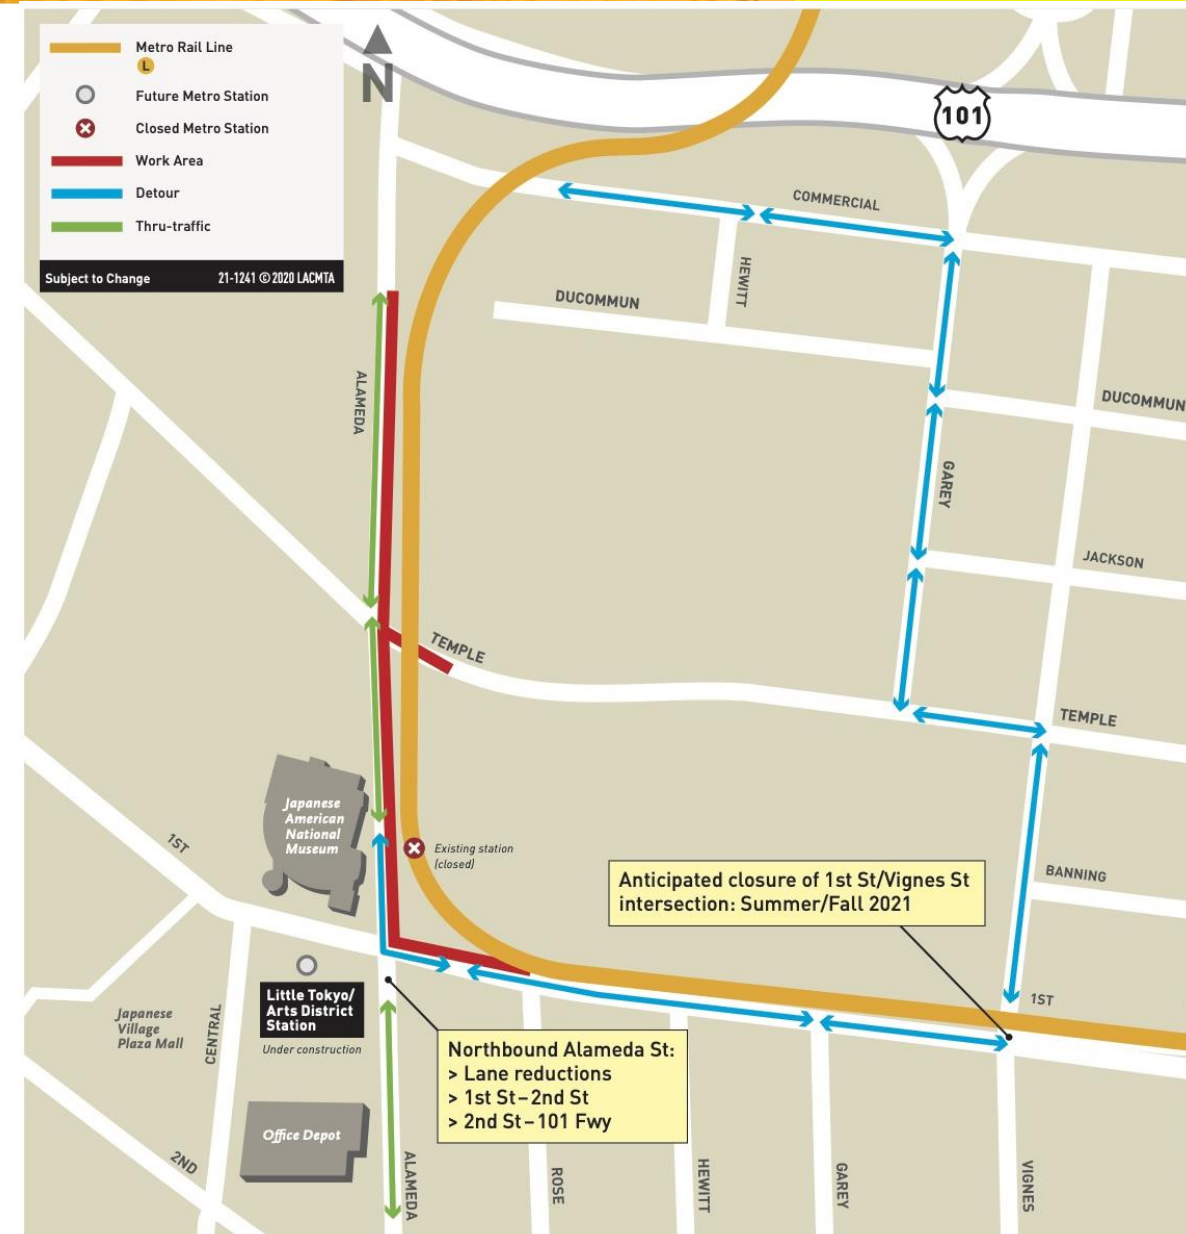 Metro Rail Line
L
Future Metro Station
Closed Metro Station
Work Area
Detour
Thru-traffic
Subject to Change 21-1241 © 2020 LACMTA
N
101
COMMERCIAL
HEWITT
DUCOMMUN
ALAMEDA
DUCOMMUN
GAREY
JACKSON
TEMPLE
TEMPLE
Japanese
American
National
Museum
1ST
Existing station
(closed)
Anticipated closure of 1st St/Vignes St
intersection: Summer/Fall 2021
BANNING
1ST
Little Tokyo/
Arts District
Station
Under construction
Japanese
Village
Plaza Mall
CENTRAL
Northbound Alameda St:
> Lane reductions
> 1st St–2nd St
> 2nd St–101 Fwy
Office Depot
2ND
ALAMEDA
ROSE
HEWITT
GAREY
VIGNES